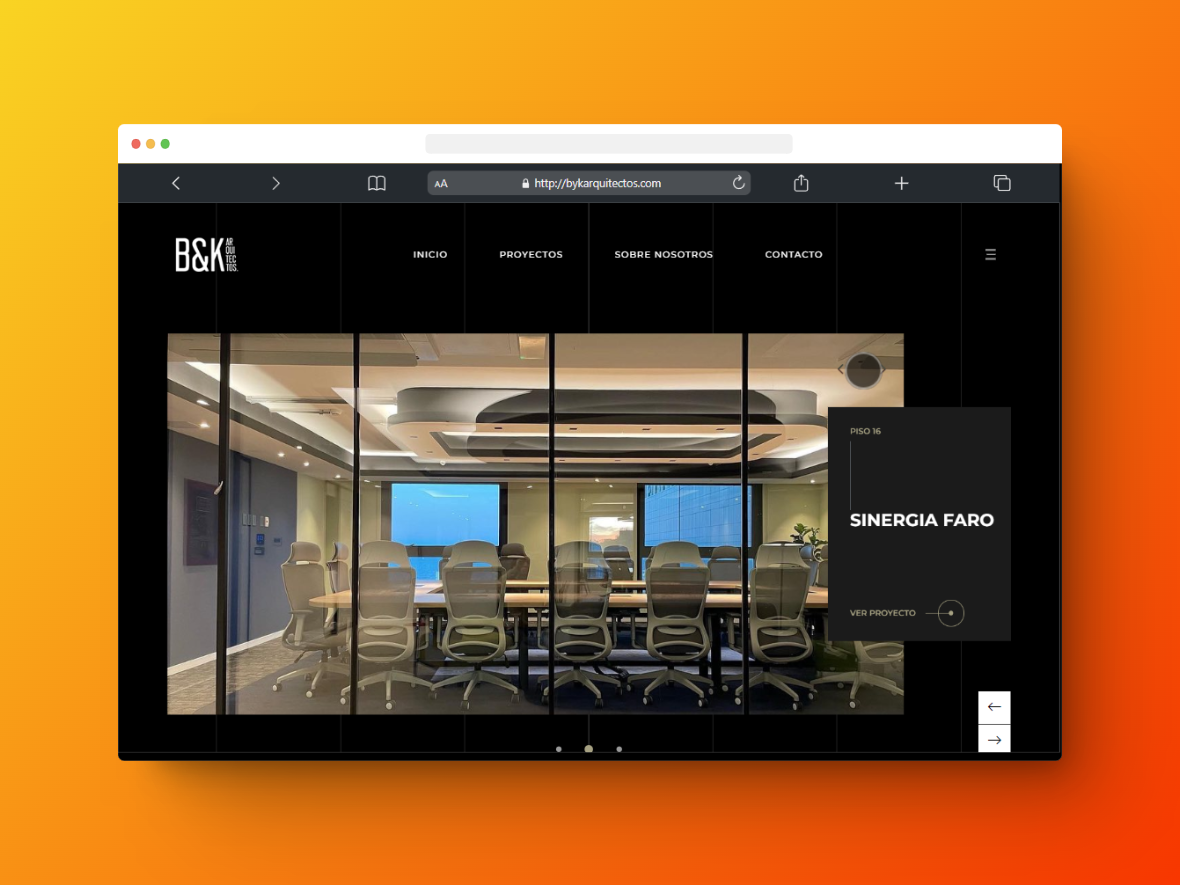 AA
http://bykarquitectos.com
B&K
AR
QUI
TEC
TOS.
INICIO
PROYECTOS
SOBRE NOSOTROS
CONTACTO
PISO 16
SINERGIA FARO
VER PROYECTO